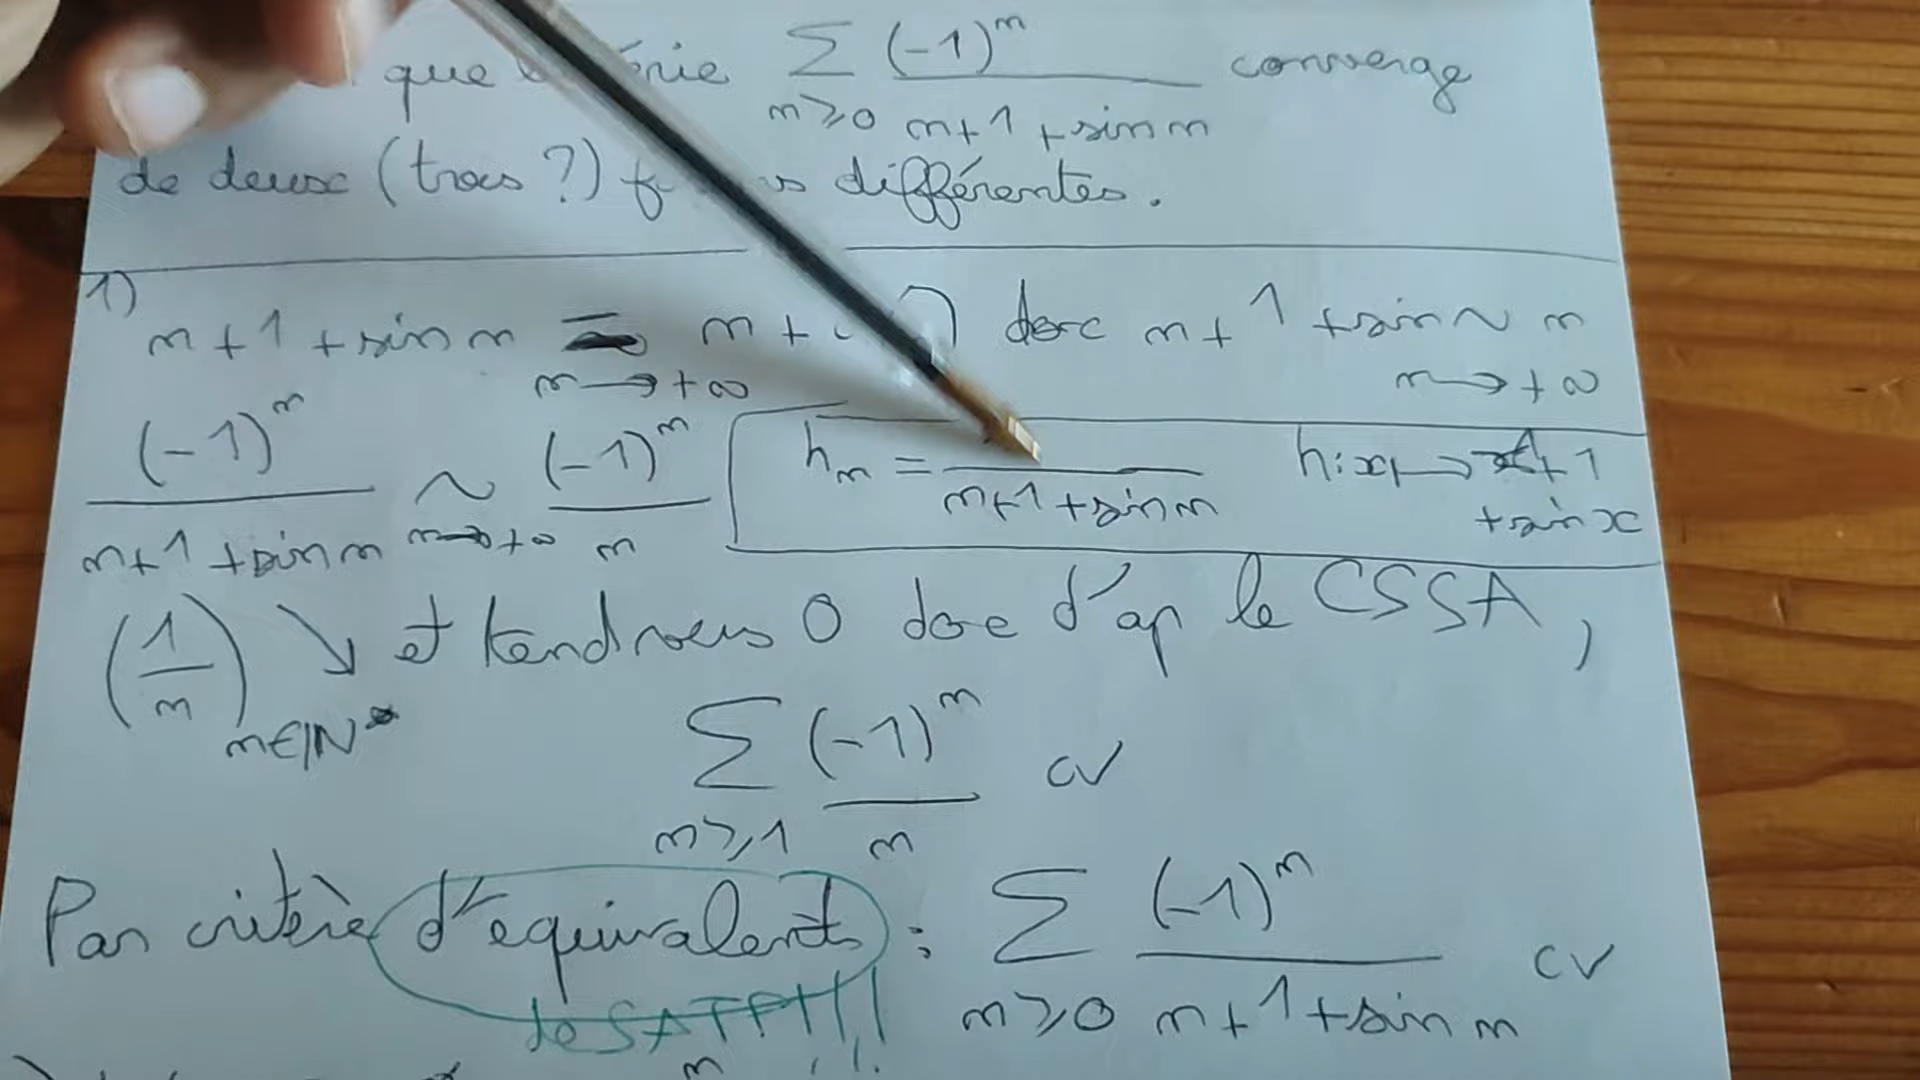 que série Σ (-1)^n converge
n≥0 n+1+sin n
de deux (trois ?) différentes.
1)
n+1+sin n = n + donc n+1+sin ~ n
n→+∞ n→+∞
(-1)^n / (n+1+sin n) ~ (-1)^n / n
n→+∞
h_n = / (n+1+sin n) h: x ↦ x+1
+sin x
(1/n) ↘ et tend vers 0 donc d'ap le CSSA,
n∈ℕ*
Σ (-1)^n / n cv
n≥1
Par critère d'équivalents : Σ (-1)^n / (n+1+sin n) cv
n≥0
de SATP!!!